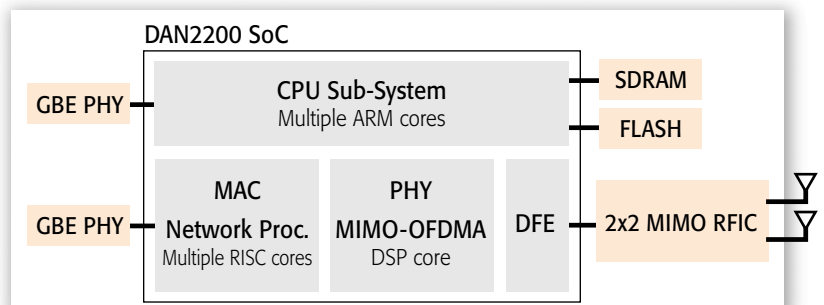 DAN2200 SoC
GBE PHY
CPU Sub-System
Multiple ARM cores
SDRAM
FLASH
GBE PHY
MAC
Network Proc.
Multiple RISC cores
PHY
MIMO-OFDMA
DSP core
DFE
2x2 MIMO RFIC